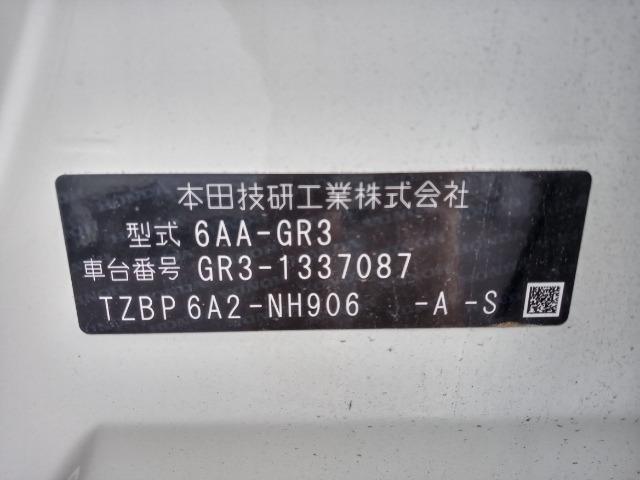 本田技研工業株式会社
型式 6AA-GR3
車台番号 GR3-1337087
TZBP 6A2-NH906 -A -S